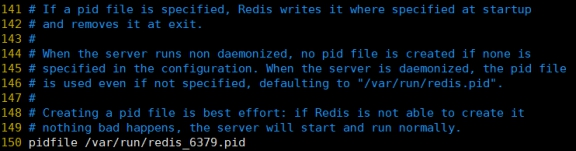 141 # If a pid file is specified, Redis writes it where specified at startup
142 # and removes it at exit.
143 #
144 # When the server runs non daemonized, no pid file is created if none is
145 # specified in the configuration. When the server is daemonized, the pid file
146 # is used even if not specified, defaulting to "/var/run/redis.pid".
147 #
148 # Creating a pid file is best effort: if Redis is not able to create it
149 # nothing bad happens, the server will start and run normally.
150 pidfile /var/run/redis_6379.pid